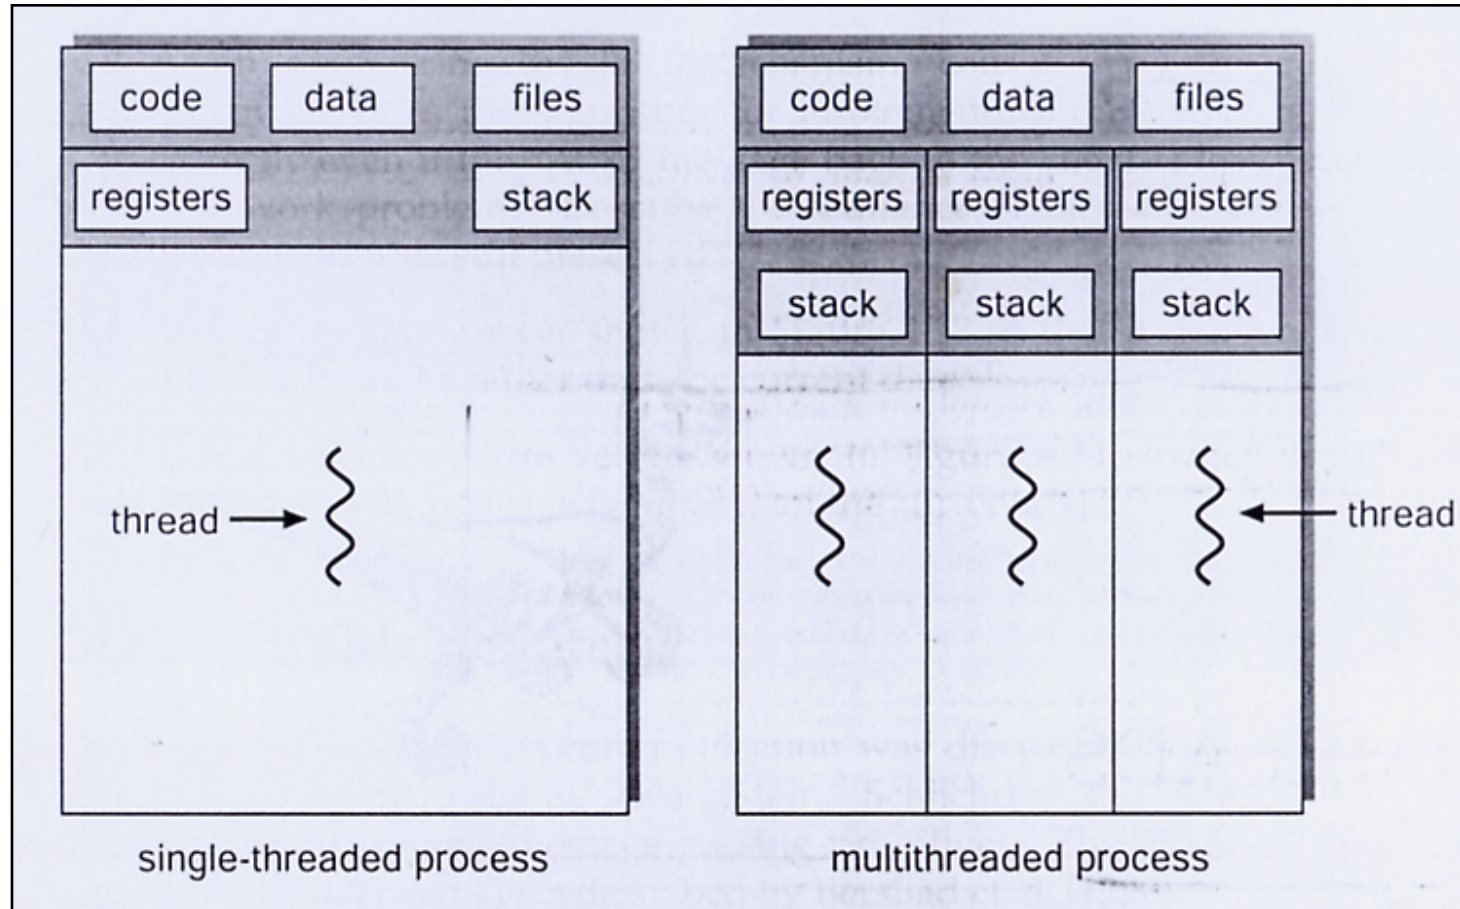 code data files
registers stack
thread
single-threaded process
code data files
registers registers registers
stack stack stack
thread
multithreaded process